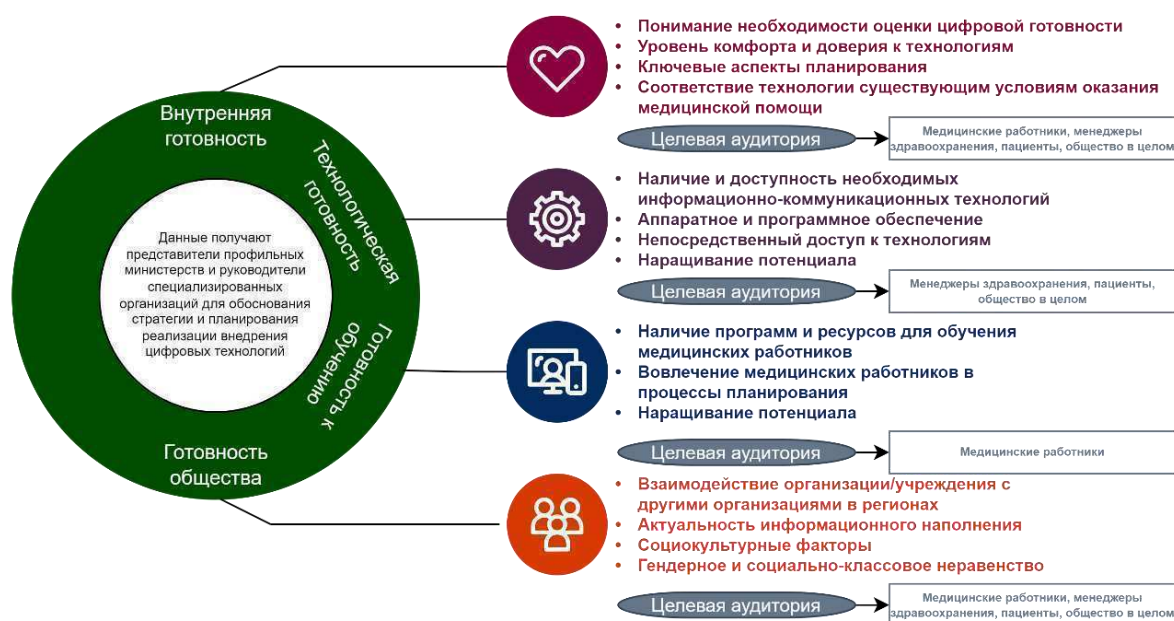 Внутренняя
готовность
Технологическая
готовность
Готовность к
обучению
Готовность
общества
Данные получают
представители профильных
министерств и руководители
специализированных
организаций для обоснования
стратегии и планирования
реализации внедрения
цифровых технологий
• Понимание необходимости оценки цифровой готовности
• Уровень комфорта и доверия к технологиям
• Ключевые аспекты планирования
• Соответствие технологии существующим условиям оказания
медицинской помощи
Целевая аудитория
Медицинские работники, менеджеры
здравоохранения, пациенты, общество в целом
• Наличие и доступность необходимых
информационно-коммуникационных технологий
• Аппаратное и программное обеспечение
• Непосредственный доступ к технологиям
• Наращивание потенциала
Целевая аудитория
Менеджеры здравоохранения, пациенты,
общество в целом
• Наличие программ и ресурсов для обучения
медицинских работников
• Вовлечение медицинских работников в
процессы планирования
• Наращивание потенциала
Целевая аудитория
Медицинские работники
• Взаимодействие организации/учреждения с
другими организациями в регионах
• Актуальность информационного наполнения
• Социокультурные факторы
• Гендерное и социально-классовое неравенство
Целевая аудитория
Медицинские работники, менеджеры
здравоохранения, пациенты, общество в целом